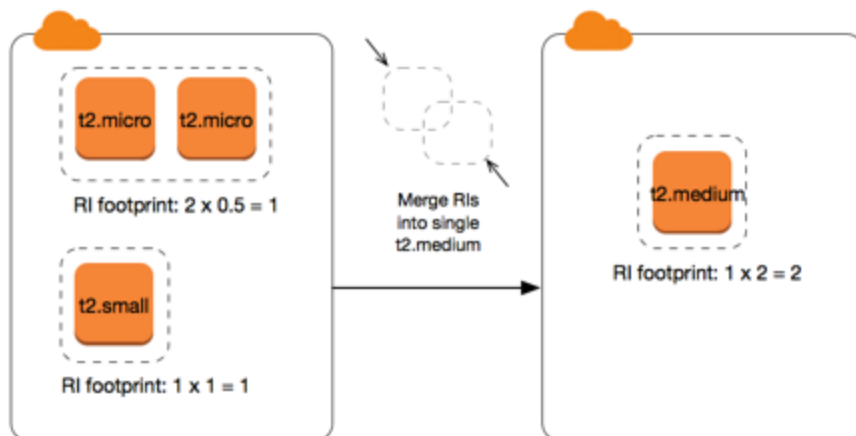 t2.micro t2.micro
RI footprint: 2 x 0.5 = 1
t2.small
RI footprint: 1 x 1 = 1
Merge RIs
into single
t2.medium
t2.medium
RI footprint: 1 x 2 = 2